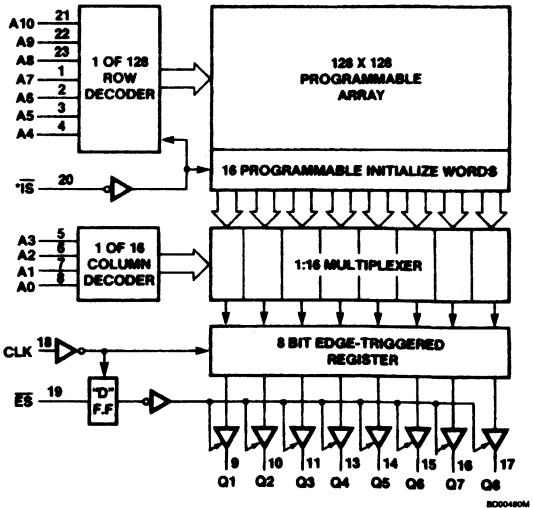 A10 21
A9 22
A8 23
A7 1
A6 2
A5 3
A4 4
1 OF 128
ROW
DECODER
128 X 128
PROGRAMMABLE
ARRAY
16 PROGRAMMABLE INITIALIZE WORDS
*IS 20
A3 5
A2 6
A1 7
A0 8
1 OF 16
COLUMN
DECODER
1:16 MULTIPLEXER
CLK 18
8 BIT EDGE-TRIGGERED
REGISTER
ES 19
"D"
F.F
9 10 11 13 14 15 16 17
Q1 Q2 Q3 Q4 Q5 Q6 Q7 Q8
BD00480M